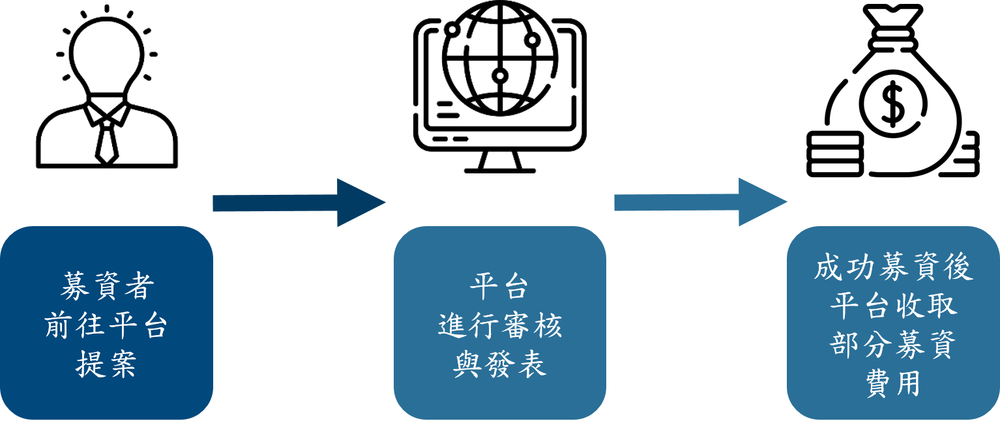 募資者
前往平台
提案
平台
進行審核
與發表
成功募資後
平台收取
部分募資
費用